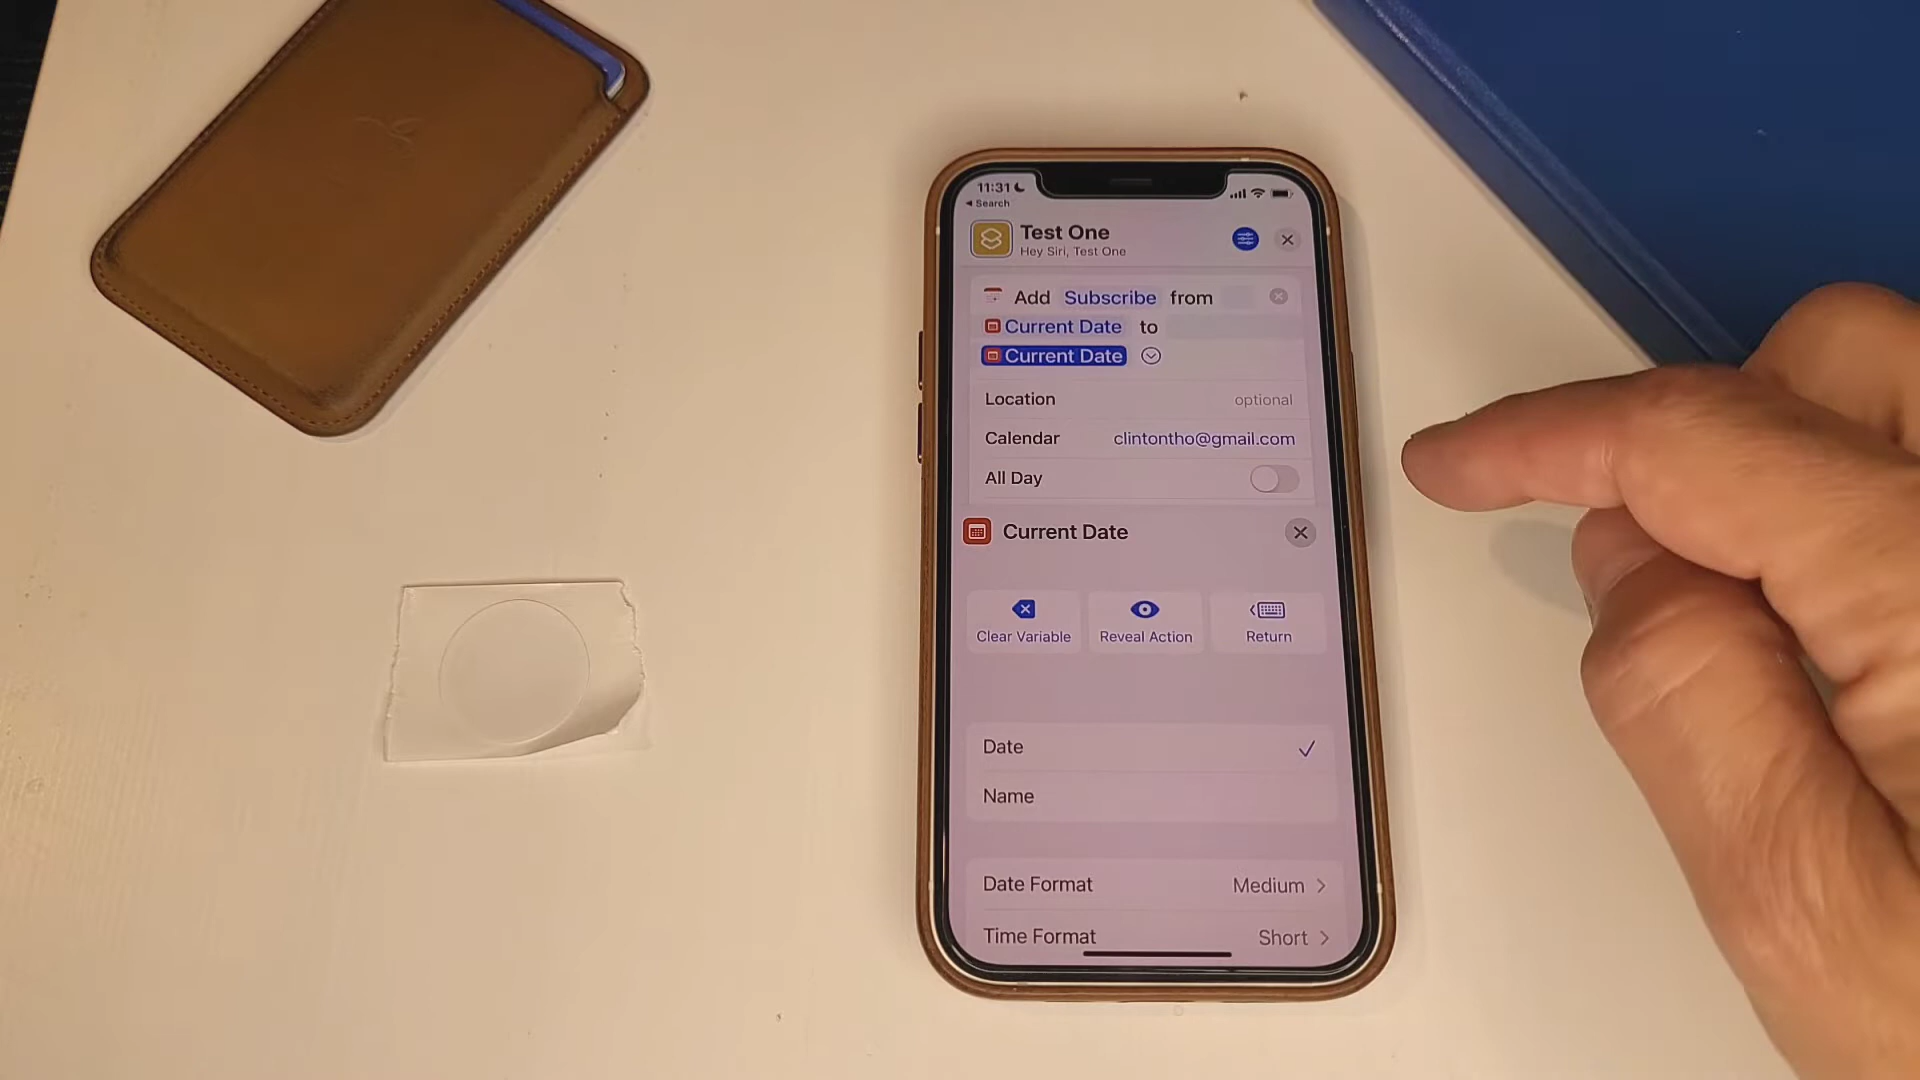 11:31
◂ Search
Test One
Hey Siri, Test One
Add Subscribe from
Current Date to
Current Date
Location optional
Calendar clintontho@gmail.com
All Day
Current Date
Clear Variable Reveal Action Return
Date
Name
Date Format Medium
Time Format Short